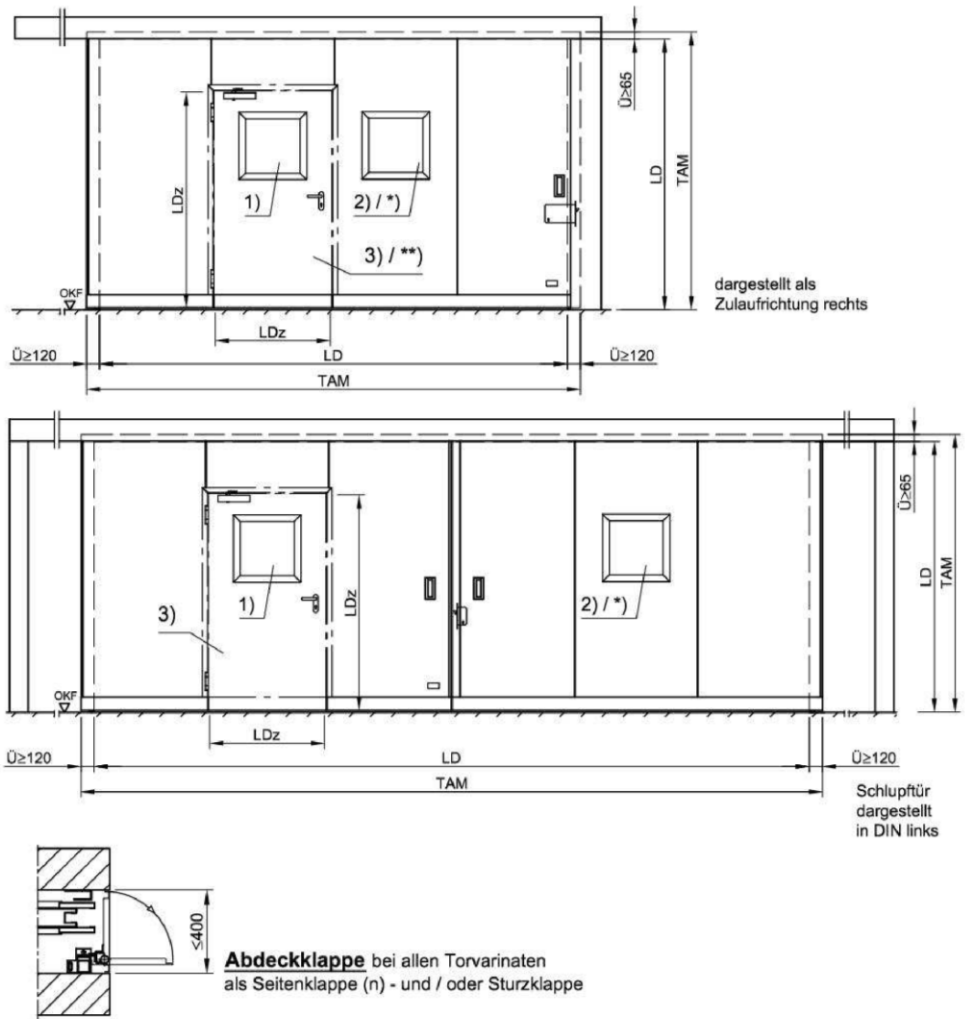 Ü≥65
LD
TAM
LDz
1)
2) / *)
3) / **)
OKF
dargestellt als
Zulaufrichtung rechts
LDz
Ü≥120
LD
Ü≥120
TAM
Ü≥65
LD
TAM
LDz
1)
2) / *)
3)
OKF
LDz
Ü≥120
LD
Ü≥120
TAM
Schlupftür
dargestellt
in DIN links
≤400
Abdeckklappe bei allen Torvarinaten
als Seitenklappe (n) - und / oder Sturzklappe